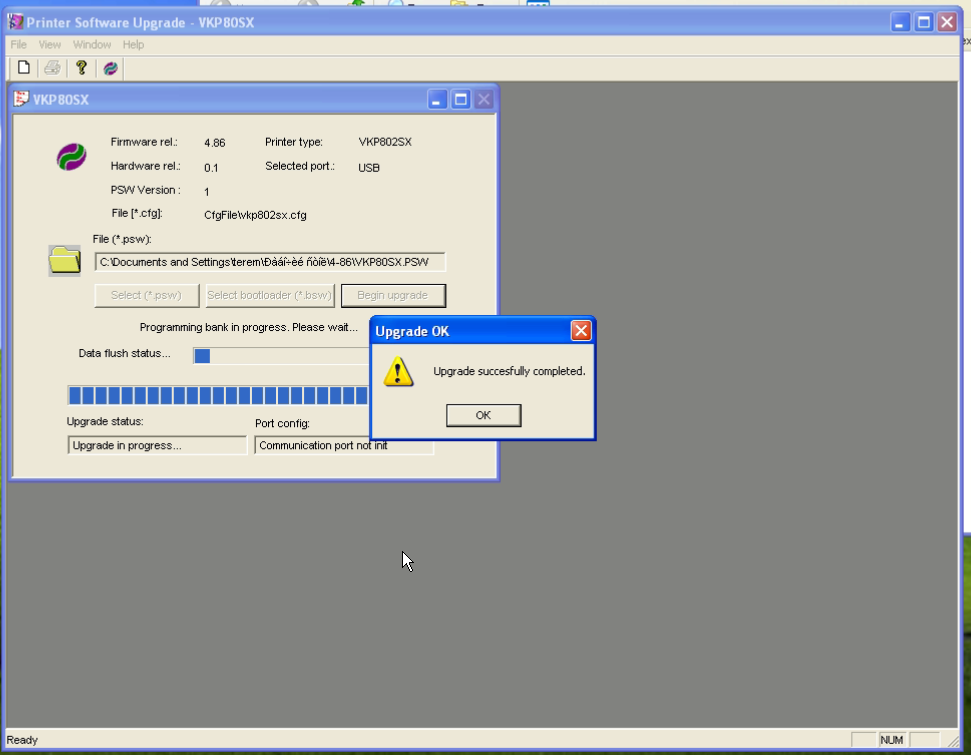 Printer Software Upgrade - VKP80SX
File View Window Help
VKP80SX
Firmware rel.: 4.86 Printer type: VKP802SX
Hardware rel.: 0.1 Selected port.: USB
PSW Version : 1
File [*.cfg]: CfgFile\vkp802sx.cfg
File (*.psw):
C:\Documents and Settings\terem\Ðàáî÷èé ñòîë\4-86\VKP80SX.PSW
Select (*.psw) Select bootloader (*.bsw) Begin upgrade
Programming bank in progress. Please wait...
Data flush status...
Upgrade OK
Upgrade succesfully completed.
OK
Upgrade status: Port config:
Upgrade in progress... Communication port not init
Ready NUM